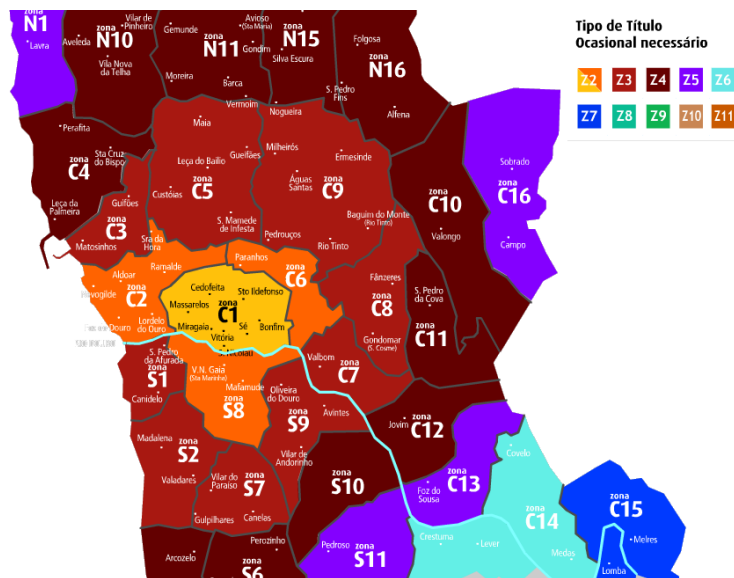 Tipo de Título
Ocasional necessário
Z2
Z3
Z4
Z5
Z6
Z7
Z8
Z9
Z10
Z11
zona
N1
Lavra
Aveleda
Vilar de
Pinheiro
zona
N10
Vila Nova
da Telha
Gemunde
zona
N11
Moreira
Barca
Vermoim
Avioso
(Sta Maria)
Gondim
zona
N15
Silva Escura
Nogueira
Folgosa
zona
N16
S. Pedro
Fins
Alfena
Perafita
Sta Cruz
do Bispo
zona
C4
Leça da
Palmeira
Guifões
zona
C3
Matosinhos
Sra da
Hora
Maia
Leça do Balio
Gueifães
zona
C5
Custóias
S. Mamede
de Infesta
Milheirós
Ermesinde
Águas
Santas
zona
C9
Baguim do Monte
(Rio Tinto)
Pedrouços
Rio Tinto
zona
C10
Valongo
Sobrado
zona
C16
Campo
Aldoar
Ramalde
zona
C2
Lordelo
do Ouro
Paranhos
zona
C6
Cedofeita
Sto Ildefonso
Massarelos
zona
C1
Miragaia
Sé
Bonfim
Vitória
S. Nicolau
Fânzeres
zona
C8
Gondomar
(S. Cosme)
S. Pedro
da Cova
zona
C11
Valbom
zona
C7
S. Pedro
da Afurada
zona
S1
Canidelo
V.N. Gaia
(Sta Marinha)
Mafamude
zona
S8
Oliveira
do Douro
Avintes
zona
S9
Vilar de
Andorinho
Jovim
zona
C12
Madalena
zona
S2
Valadares
Vilar do
Paraíso
zona
S7
Gulpilhares
Canelas
zona
S10
Foz do
Sousa
zona
C13
Covelo
zona
C14
Crestuma
Lever
Medas
zona
C15
Melres
Lomba
Pedroso
zona
S11
Perozinho
Arcozelo
zona
S6